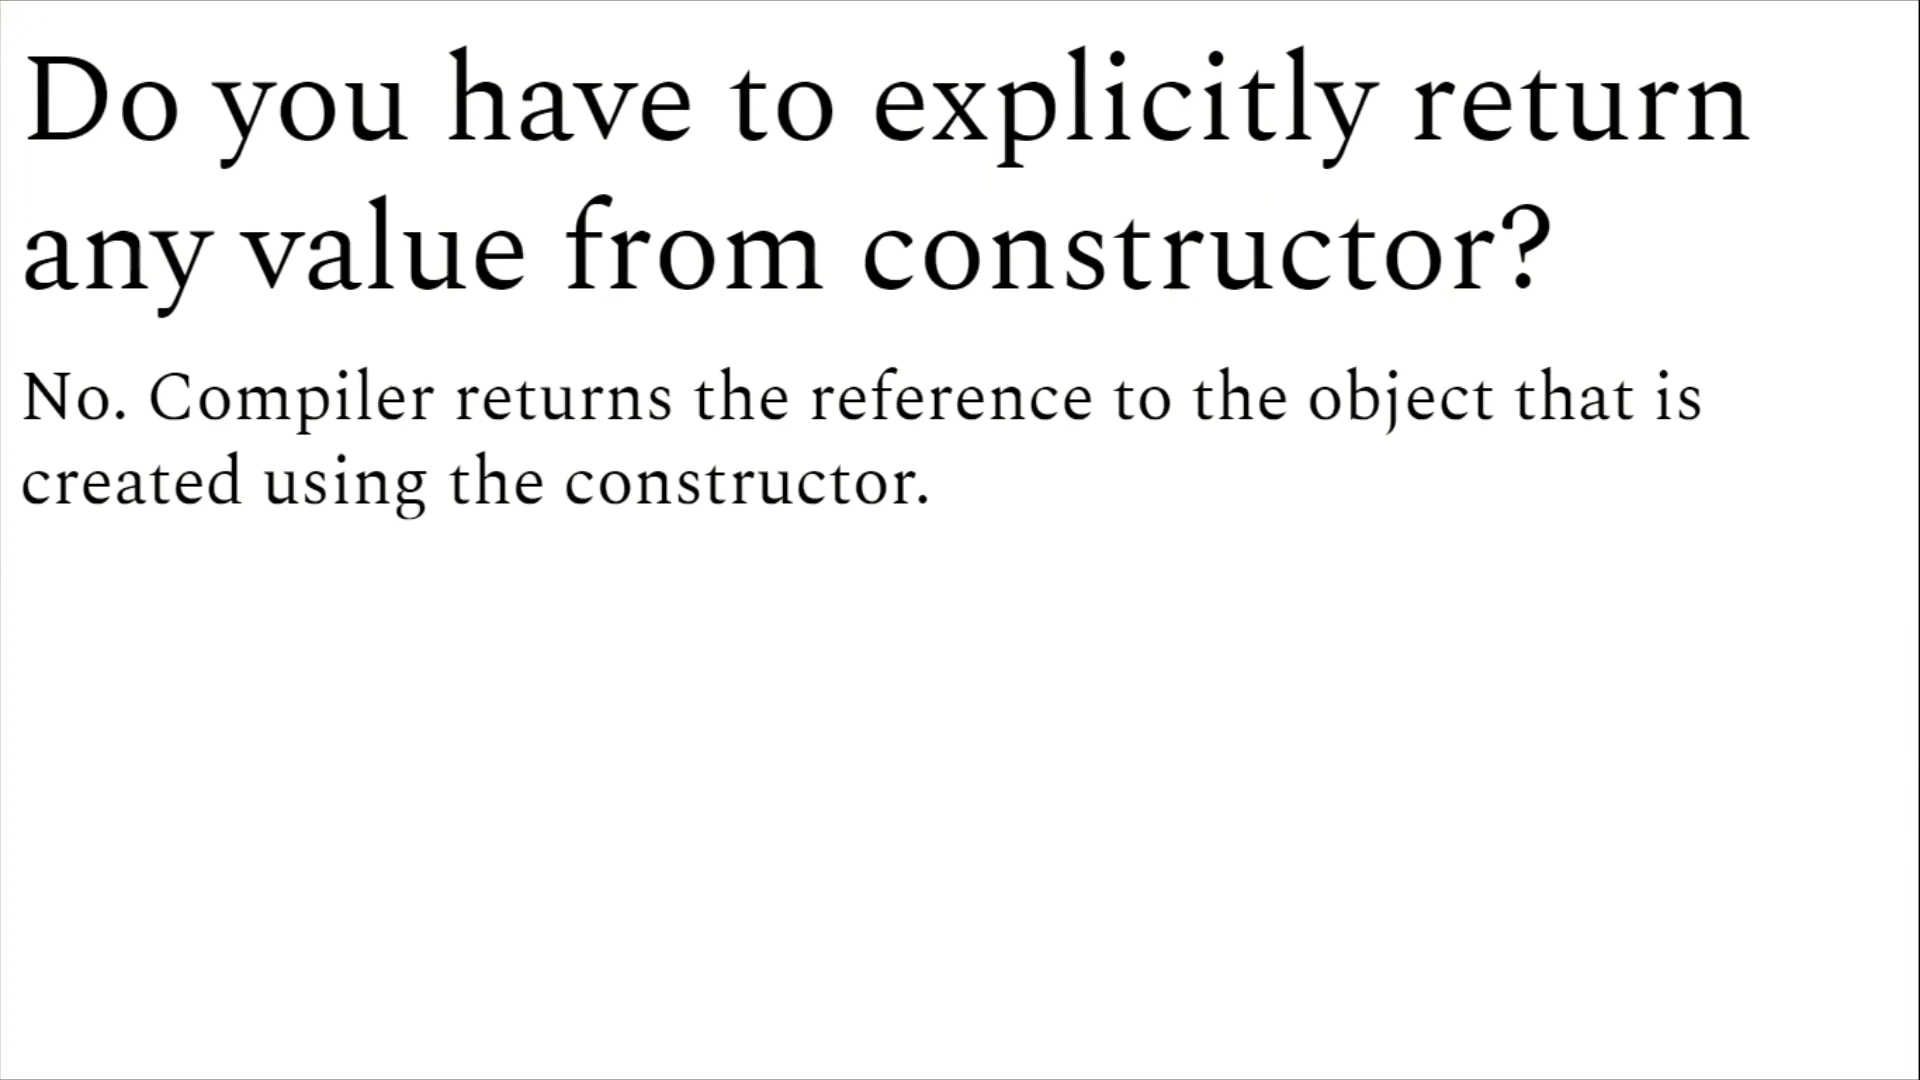 Do you have to explicitly return
any value from constructor?
No. Compiler returns the reference to the object that is
created using the constructor.